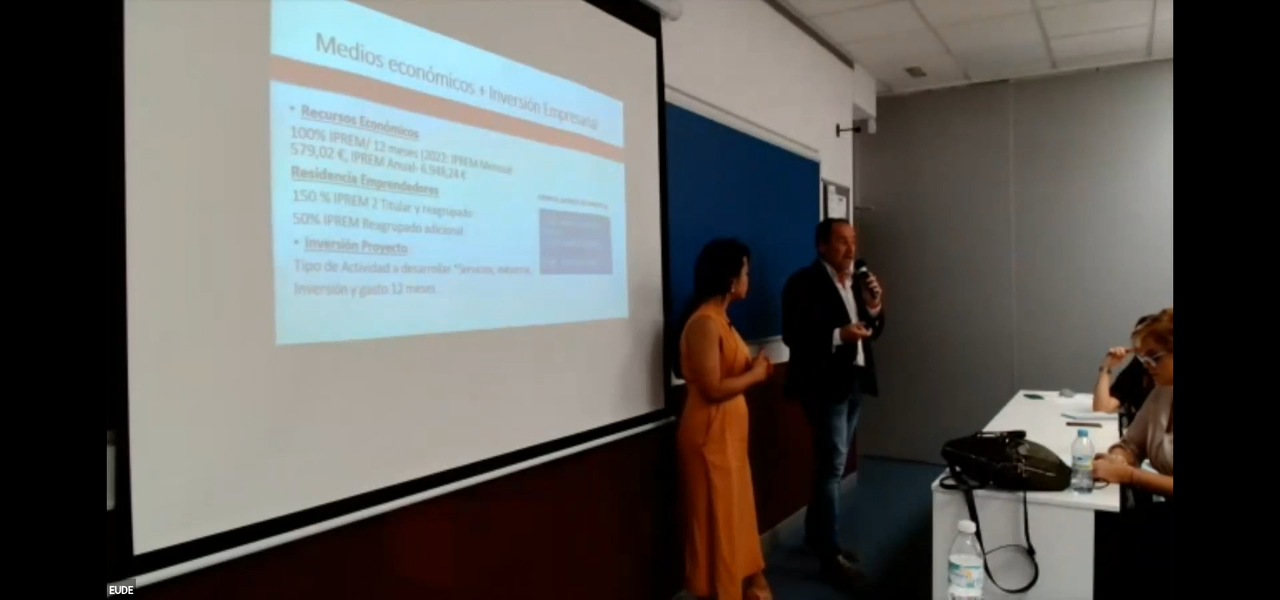 Medios económicos + Inversión Empresarial
• Recursos Económicos
100% IPREM/ 12 meses (2022: IPREM Mensual
579,02 €, IPREM Anual- 6.948,24 €
Residencia Emprendedores
150 % IPREM 2 Titular y reagrupado
50% IPREM Reagrupado adicional
• Inversión Proyecto
Tipo de Actividad a desarrollar
Inversión y gasto 12 meses
EUDE